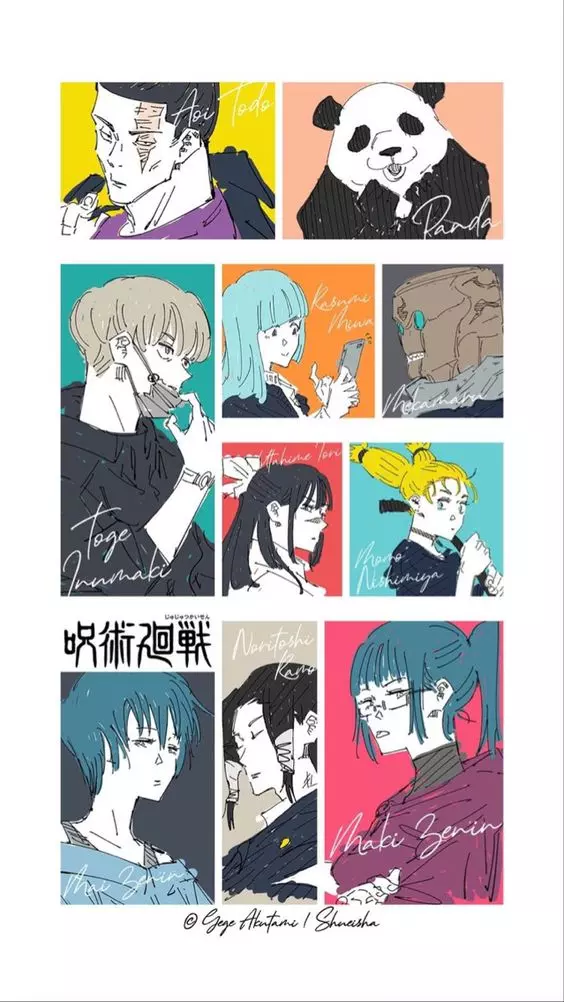 Aoi Todo
Panda
Kasumi
Miwa
Mekamaru
Toge
Inumaki
Utahime Iori
Momo
Nishimiya
じゅじゅつかいせん
呪術廻戦
Noritoshi
Kamo
Mai Zenin
Maki Zenin
© Gege Akutami / Shueisha